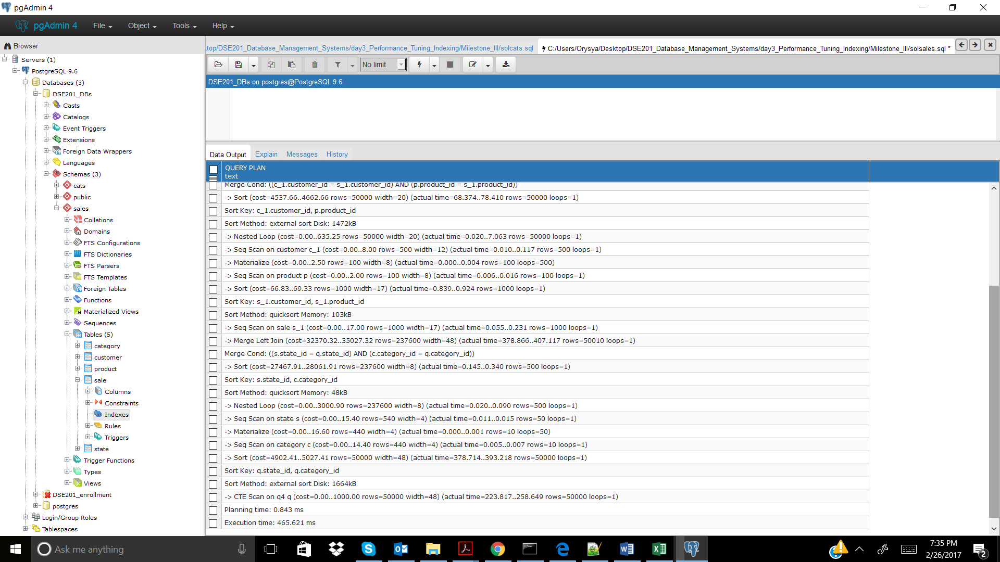 pgAdmin 4
pgAdmin 4 File Object Tools Help
Browser
Servers (1)
PostgreSQL 9.6
Databases (3)
DSE201_DBs
Casts
Catalogs
Event Triggers
Extensions
Foreign Data Wrappers
Languages
Schemas (3)
cats
public
sales
Collations
Domains
FTS Configurations
FTS Dictionaries
FTS Parsers
FTS Templates
Foreign Tables
Functions
Materialized Views
Sequences
Tables (5)
category
customer
product
sale
Columns
Constraints
Indexes
Rules
Triggers
state
Trigger Functions
Types
Views
DSE201_enrollment
postgres
Login/Group Roles
Tablespaces
ktop/DSE201_Database_Management_Systems/day3_Performance_Tuning_Indexing/Milestone_III/solcats.sql
C:/Users/Orysya/Desktop/DSE201_Database_Management_Systems/day3_Performance_Tuning_Indexing/Milestone_III/solsales.sql *
No limit
DSE201_DBs on postgres@PostgreSQL 9.6
Data Output Explain Messages History
QUERY PLAN
text
Merge Cond: ((c_1.customer_id = s_1.customer_id) AND (p.product_id = s_1.product_id))
-> Sort (cost=4537.66..4662.66 rows=50000 width=20) (actual time=68.374..78.410 rows=50000 loops=1)
Sort Key: c_1.customer_id, p.product_id
Sort Method: external sort Disk: 1472kB
-> Nested Loop (cost=0.00..635.25 rows=50000 width=20) (actual time=0.020..7.063 rows=50000 loops=1)
-> Seq Scan on customer c_1 (cost=0.00..8.00 rows=500 width=12) (actual time=0.010..0.117 rows=500 loops=1)
-> Materialize (cost=0.00..2.50 rows=100 width=8) (actual time=0.000..0.004 rows=100 loops=500)
-> Seq Scan on product p (cost=0.00..2.00 rows=100 width=8) (actual time=0.006..0.016 rows=100 loops=1)
-> Sort (cost=66.83..69.33 rows=1000 width=17) (actual time=0.839..0.924 rows=1000 loops=1)
Sort Key: s_1.customer_id, s_1.product_id
Sort Method: quicksort Memory: 103kB
-> Seq Scan on sale s_1 (cost=0.00..17.00 rows=1000 width=17) (actual time=0.055..0.231 rows=1000 loops=1)
-> Merge Left Join (cost=32370.32..35027.32 rows=237600 width=48) (actual time=378.866..407.117 rows=50010 loops=1)
Merge Cond: ((s.state_id = q.state_id) AND (c.category_id = q.category_id))
-> Sort (cost=27467.91..28061.91 rows=237600 width=8) (actual time=0.145..0.340 rows=500 loops=1)
Sort Key: s.state_id, c.category_id
Sort Method: quicksort Memory: 48kB
-> Nested Loop (cost=0.00..3000.90 rows=237600 width=8) (actual time=0.020..0.090 rows=500 loops=1)
-> Seq Scan on state s (cost=0.00..15.40 rows=540 width=4) (actual time=0.011..0.015 rows=50 loops=1)
-> Materialize (cost=0.00..16.60 rows=440 width=4) (actual time=0.000..0.001 rows=10 loops=50)
-> Seq Scan on category c (cost=0.00..14.40 rows=440 width=4) (actual time=0.005..0.007 rows=10 loops=1)
-> Sort (cost=4902.41..5027.41 rows=50000 width=48) (actual time=378.714..393.218 rows=50000 loops=1)
Sort Key: q.state_id, q.category_id
Sort Method: external sort Disk: 1664kB
-> CTE Scan on q4 q (cost=0.00..1000.00 rows=50000 width=48) (actual time=223.817..258.649 rows=50000 loops=1)
Planning time: 0.843 ms
Execution time: 465.621 ms
Ask me anything
7:35 PM
2/26/2017
2